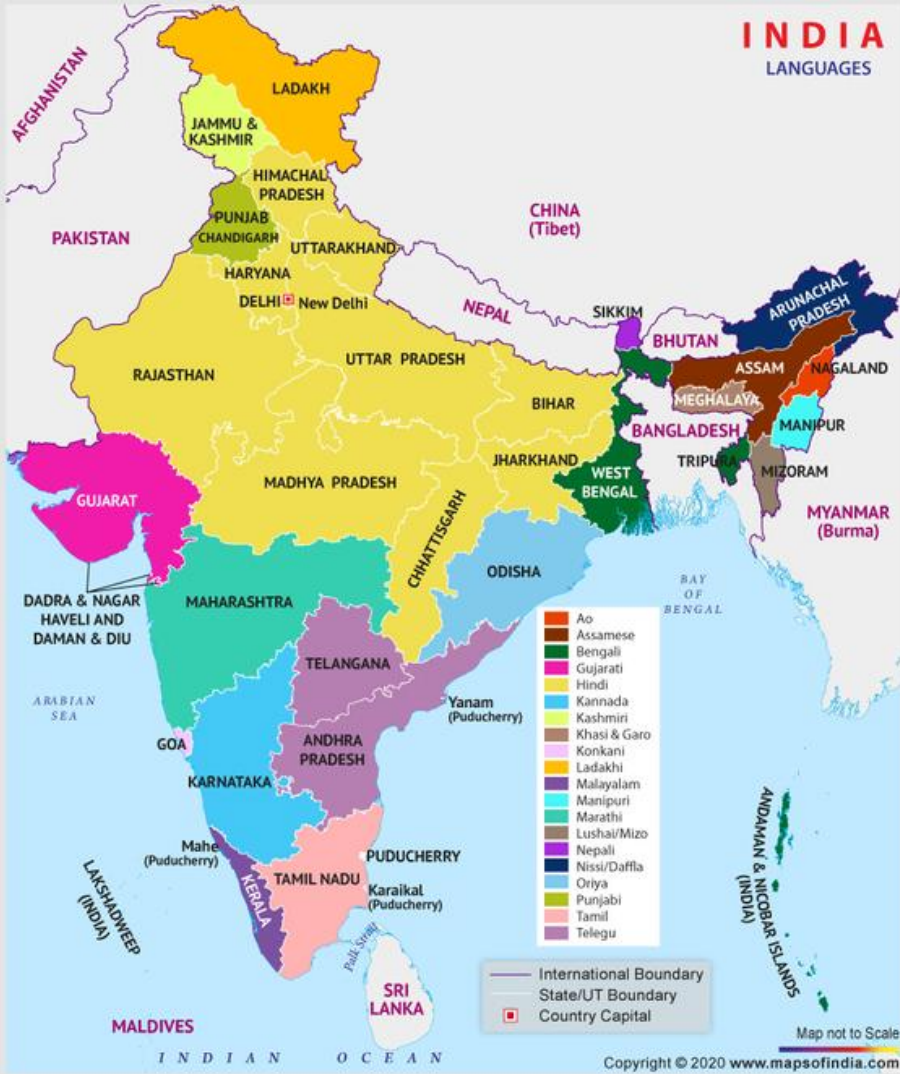 INDIA
LANGUAGES
AFGHANISTAN
LADAKH
JAMMU &
KASHMIR
HIMACHAL
PRADESH
CHINA
(Tibet)
PUNJAB
CHANDIGARH
PAKISTAN
UTTARAKHAND
HARYANA
DELHI
New Delhi
NEPAL
SIKKIM
BHUTAN
ARUNACHAL
PRADESH
RAJASTHAN
UTTAR PRADESH
ASSAM
NAGALAND
BIHAR
MEGHALAYA
MANIPUR
BANGLADESH
JHARKHAND
TRIPURA
MIZORAM
GUJARAT
MADHYA PRADESH
WEST
BENGAL
MYANMAR
(Burma)
CHHATTISGARH
ODISHA
DADRA & NAGAR
HAVELI AND
DAMAN & DIU
MAHARASHTRA
BAY
OF
BENGAL
TELANGANA
ARABIAN
SEA
Yanam
(Puducherry)
GOA
ANDHRA
PRADESH
KARNATAKA
Mahe
(Puducherry)
PUDUCHERRY
TAMIL NADU
Karaikal
(Puducherry)
KERALA
LAKSHADWEEP
(INDIA)
Palk Strait
SRI
LANKA
MALDIVES
INDIAN OCEAN
ANDAMAN & NICOBAR ISLANDS
(INDIA)
Ao
Assamese
Bengali
Gujarati
Hindi
Kannada
Kashmiri
Khasi & Garo
Konkani
Ladakhi
Malayalam
Manipuri
Marathi
Lushai/Mizo
Nepali
Nissi/Daffla
Oriya
Punjabi
Tamil
Telegu
International Boundary
State/UT Boundary
Country Capital
Map not to Scale
Copyright © 2020 www.mapsofindia.com